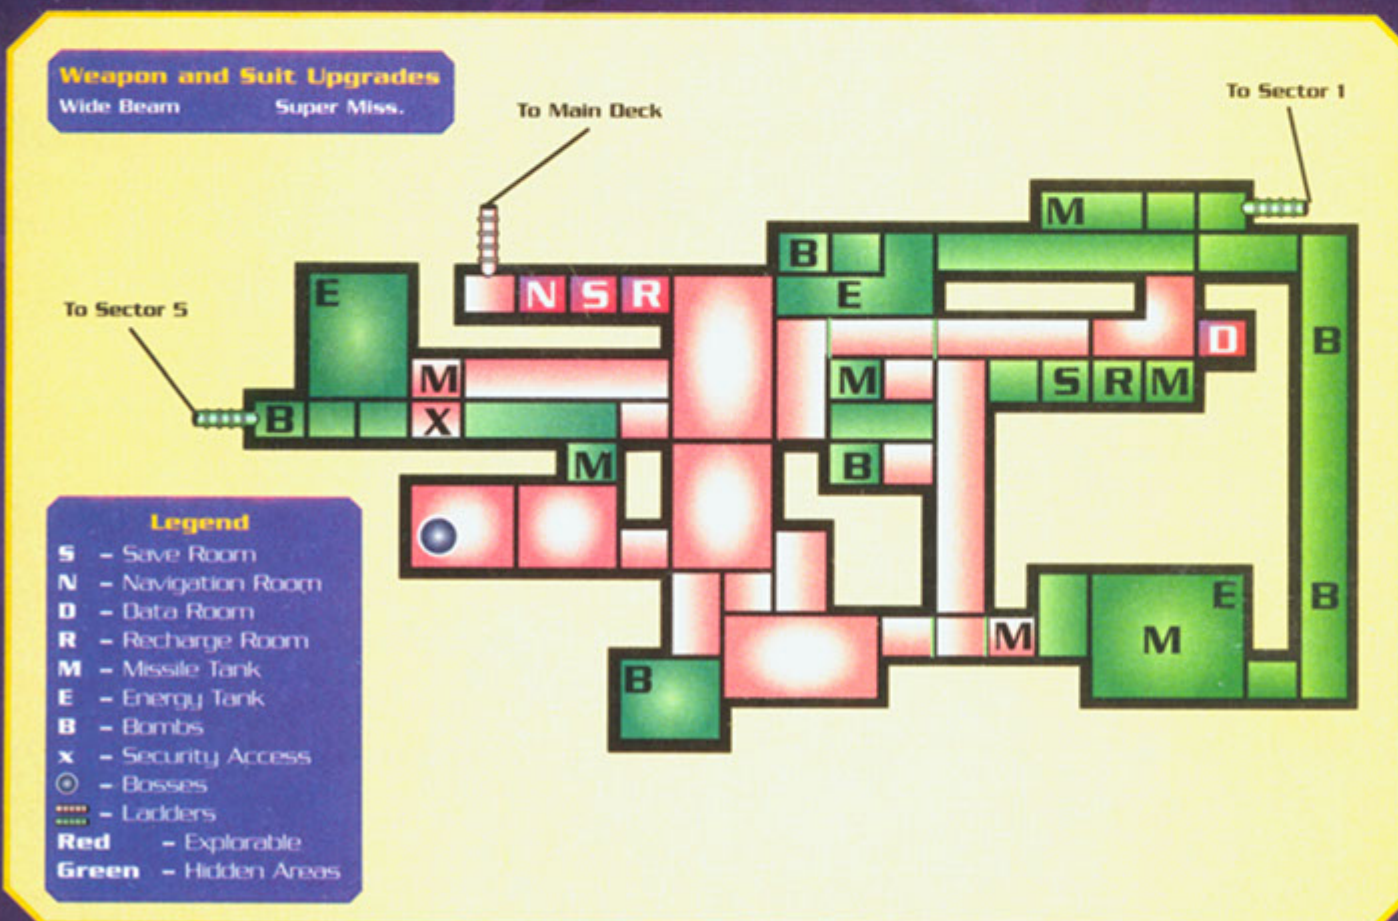 Weapon and Suit Upgrades
Wide Beam Super Miss.
To Main Deck
To Sector 1
M
B
E
N S R
E
B
D
To Sector 5
M
M
S R M
B
X
M
B
B
E
M
M
B
Legend
S – Save Room
N – Navigation Room
D – Data Room
R – Recharge Room
M – Missile Tank
E – Energy Tank
B – Bombs
x – Security Access
– Bosses
– Ladders
Red – Explorable
Green – Hidden Areas